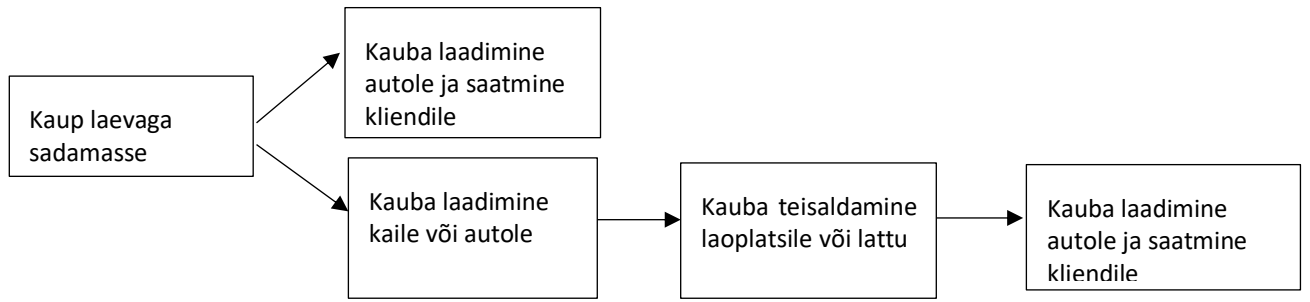 Kaup laevaga
sadamasse
Kauba laadimine
autole ja saatmine
kliendile
Kauba laadimine
kaile või autole
Kauba teisaldamine
laoplatsile või lattu
Kauba laadimine
autole ja saatmine
kliendile